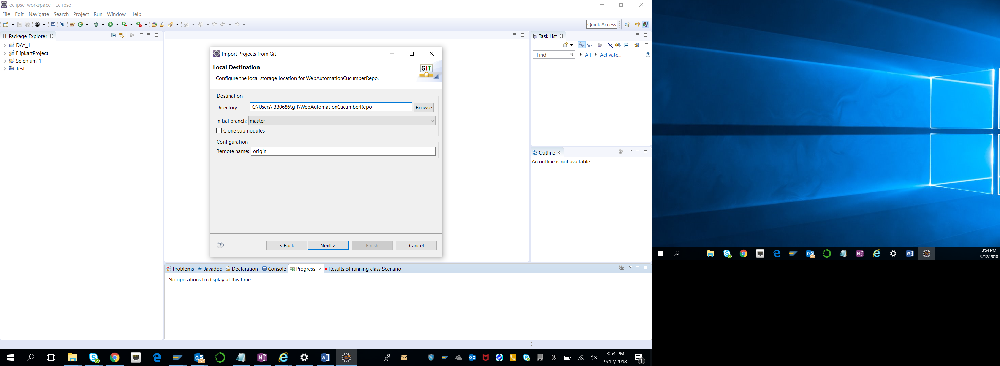 eclipse-workspace - Eclipse
File Edit Navigate Search Project Run Window Help
Quick Access
Package Explorer
DAY_1
FlipkartProject
Selenium_1
Test
Import Projects from Git
Local Destination
Configure the local storage location for WebAutomationCucumberRepo.
GIT
Destination
Directory: C:\Users\i330686\git\WebAutomationCucumberRepo Browse
Initial branch: master
Clone submodules
Configuration
Remote name: origin
< Back Next > Finish Cancel
Task List
Find All Activate...
Outline
An outline is not available.
Problems Javadoc Declaration Console Progress Results of running class Scenario
No operations to display at this time.
3:54 PM
9/12/2018
1
3:54 PM
9/12/2018